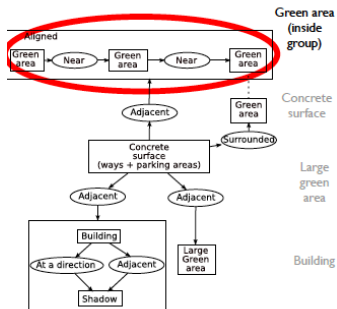 Green area
(inside
group)
Aligned
Green
area
Near
Green
area
Near
Green
area
Concrete
surface
Green
area
Adjacent
Surrounded
Concrete
surface
(ways + parking areas)
Large
green
area
Adjacent
Adjacent
Building
Large
Green
area
Building
At a direction
Adjacent
Shadow